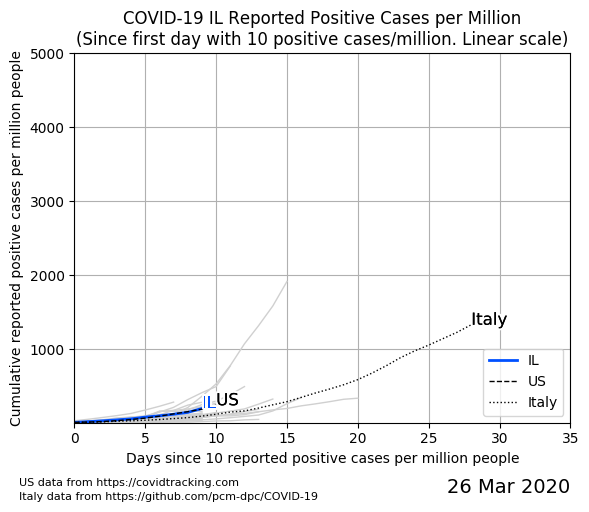 COVID-19 IL Reported Positive Cases per Million
(Since first day with 10 positive cases/million. Linear scale)
Cumulative reported positive cases per million people
5000
4000
3000
2000
1000
Italy
IL US
IL
US
Italy
0 5 10 15 20 25 30 35
Days since 10 reported positive cases per million people
US data from https://covidtracking.com
Italy data from https://github.com/pcm-dpc/COVID-19
26 Mar 2020